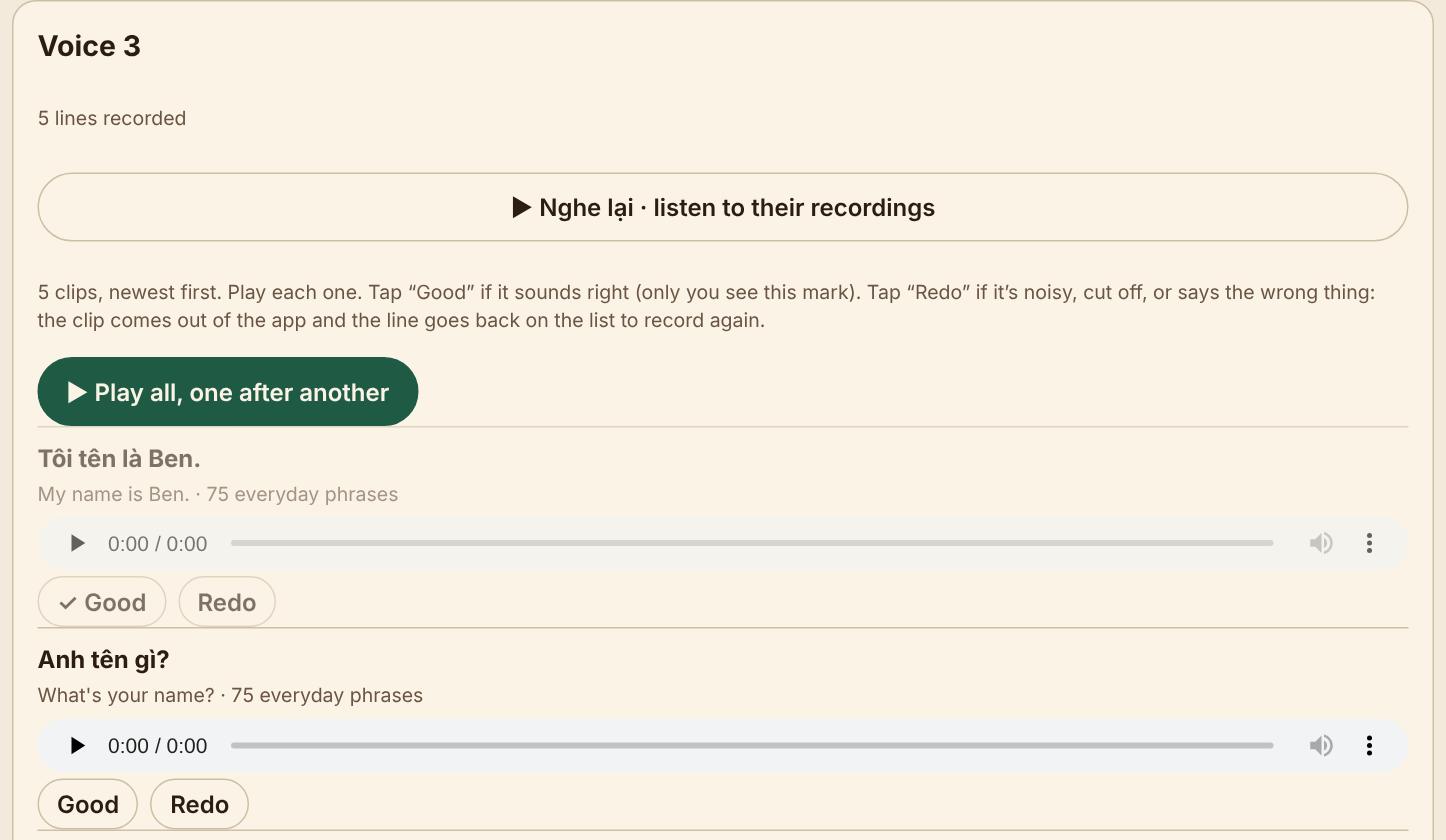 Voice 3
5 lines recorded
▶ Nghe lại · listen to their recordings
5 clips, newest first. Play each one. Tap “Good” if it sounds right (only you see this mark). Tap “Redo” if it’s noisy, cut off, or says the wrong thing:
the clip comes out of the app and the line goes back on the list to record again.
▶ Play all, one after another
Tôi tên là Ben.
My name is Ben. · 75 everyday phrases
0:00 / 0:00
✓ Good Redo
Anh tên gì?
What's your name? · 75 everyday phrases
0:00 / 0:00
Good Redo